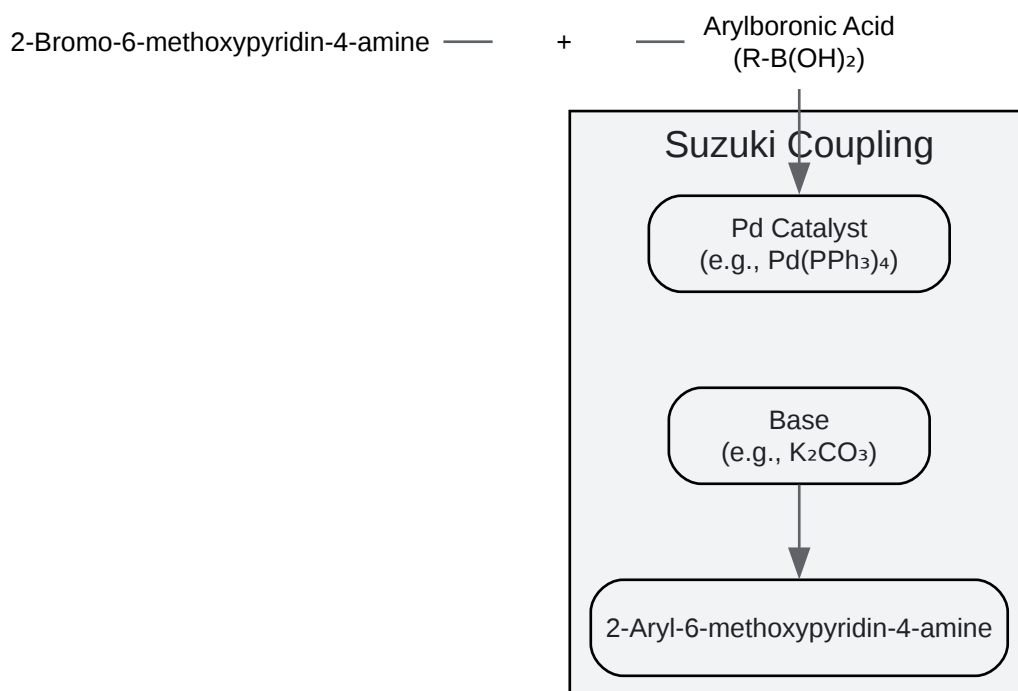 2-Bromo-6-methoxypyridin-4-amine
+
Arylboronic Acid
(R-B(OH)₂)
Suzuki Coupling
Pd Catalyst
(e.g., Pd(PPh₃)₄)
Base
(e.g., K₂CO₃)
2-Aryl-6-methoxypyridin-4-amine